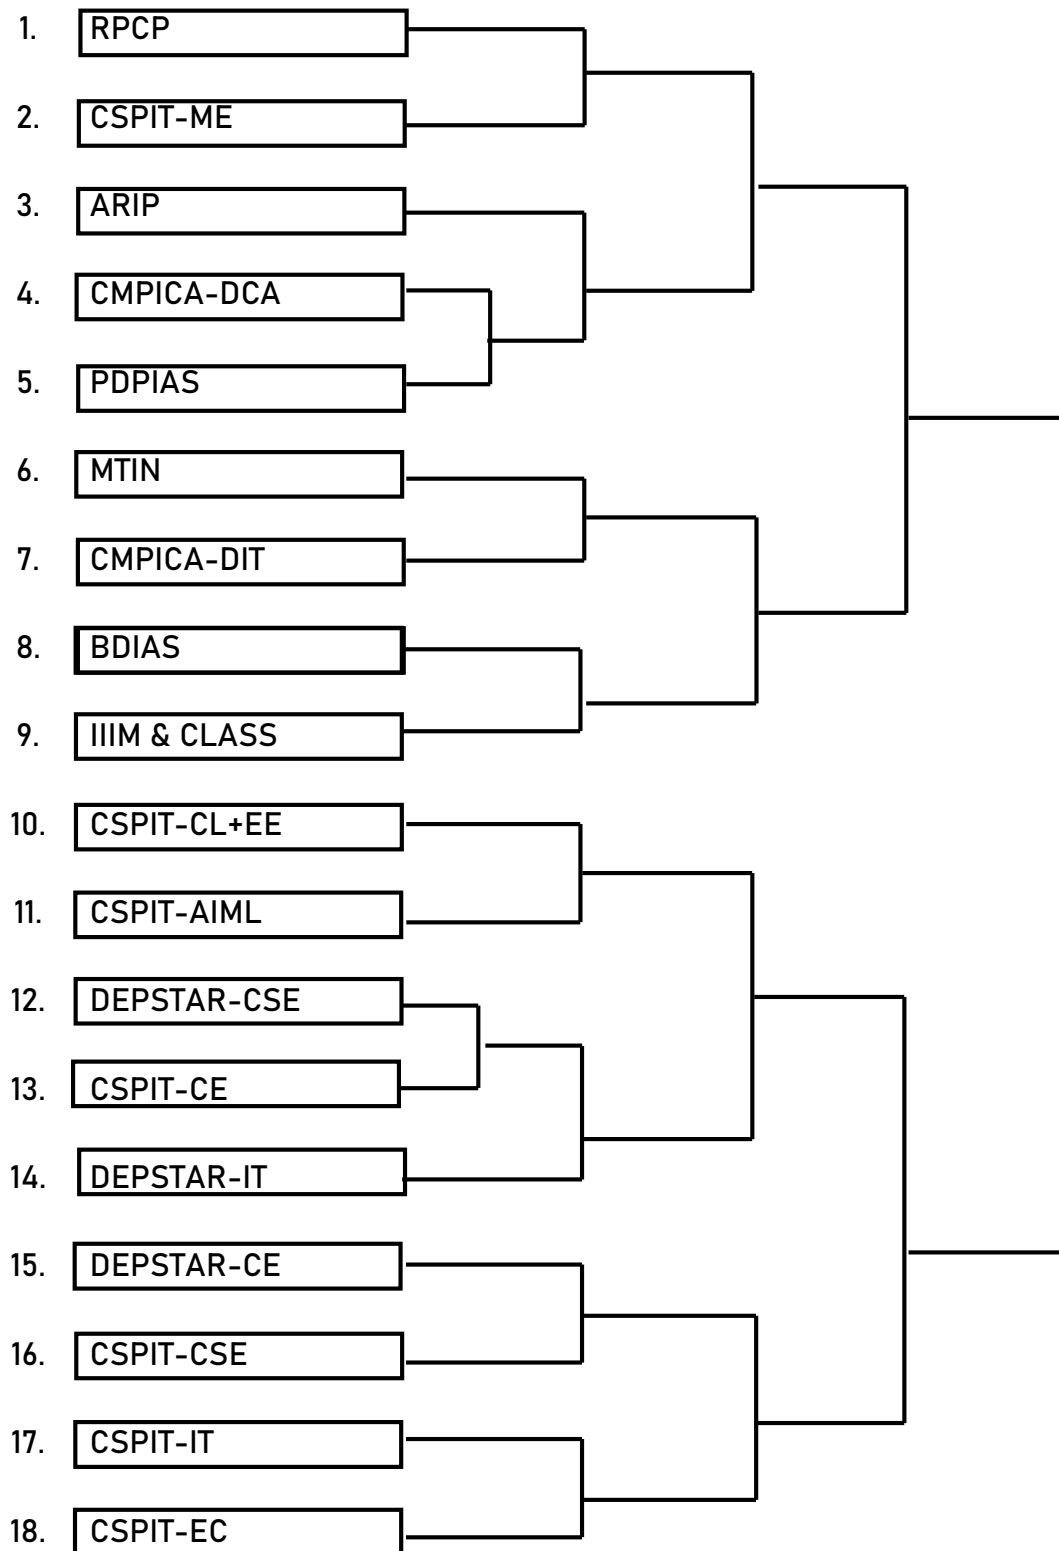 1. RPCP
2. CSPIT-ME
3. ARIP
4. CMPICA-DCA
5. PDPIAS
6. MTIN
7. CMPICA-DIT
8. BDIAS
9. IIIM & CLASS
10. CSPIT-CL+EE
11. CSPIT-AIML
12. DEPSTAR-CSE
13. CSPIT-CE
14. DEPSTAR-IT
15. DEPSTAR-CE
16. CSPIT-CSE
17. CSPIT-IT
18. CSPIT-EC